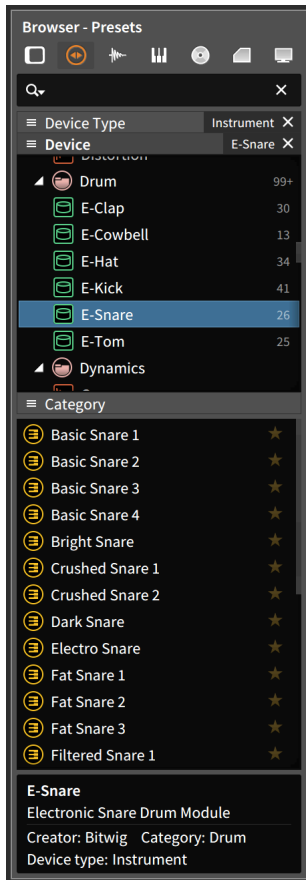 Browser - Presets
Device Type Instrument
Device E-Snare
Distortion
Drum 99+
E-Clap 30
E-Cowbell 13
E-Hat 34
E-Kick 41
E-Snare 26
E-Tom 25
Dynamics
Category
Basic Snare 1
Basic Snare 2
Basic Snare 3
Basic Snare 4
Bright Snare
Crushed Snare 1
Crushed Snare 2
Dark Snare
Electro Snare
Fat Snare 1
Fat Snare 2
Fat Snare 3
Filtered Snare 1
E-Snare
Electronic Snare Drum Module
Creator: Bitwig Category: Drum
Device type: Instrument